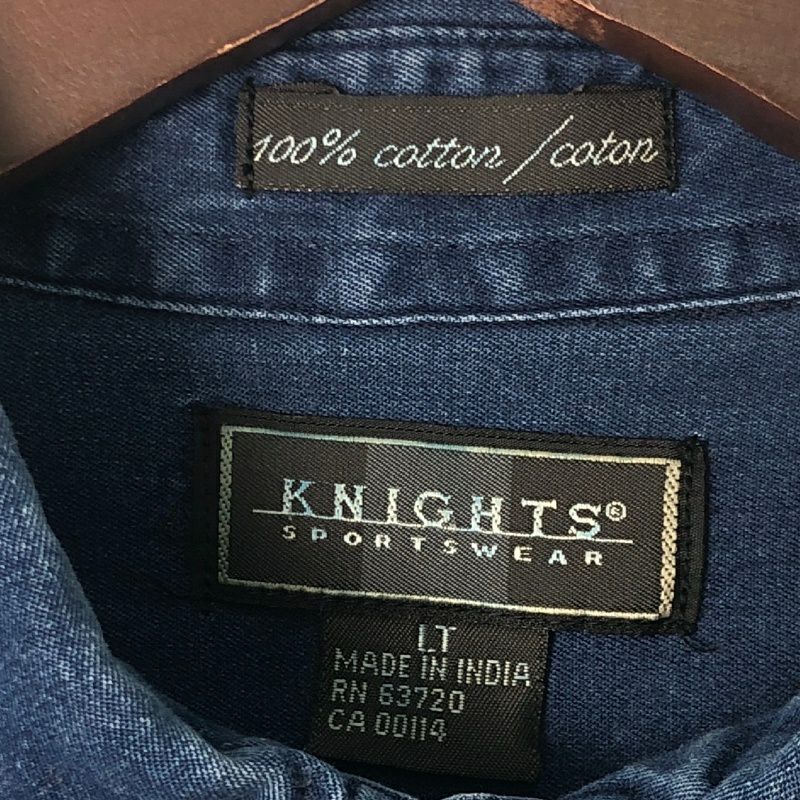 100% cotton / coton
KNIGHTS®
SPORTSWEAR
LT
MADE IN INDIA
RN 63720
CA 00114